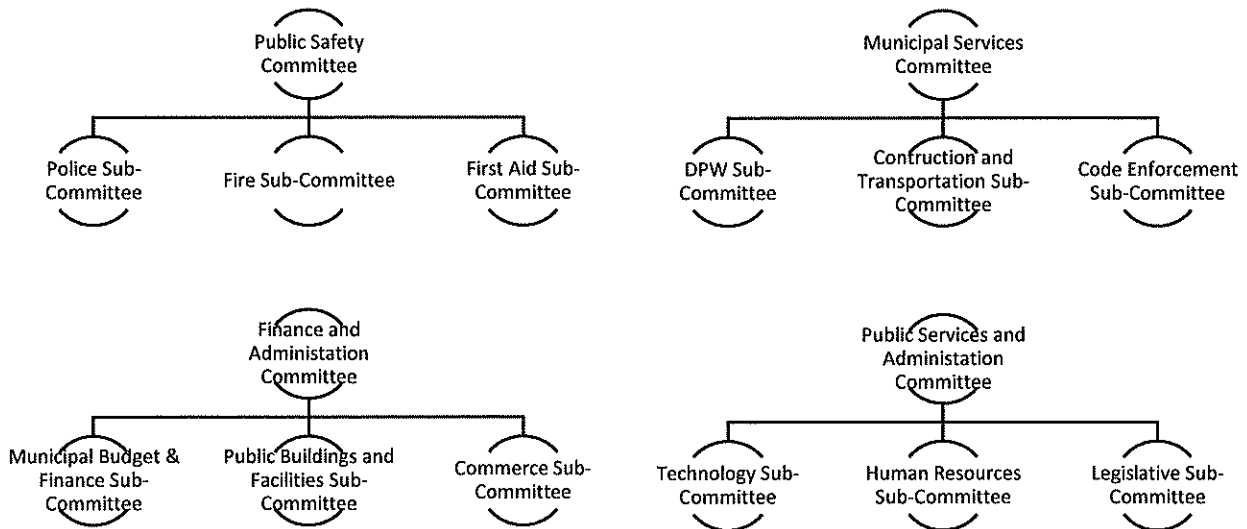 Public Safety
Committee
Police Sub-
Committee
Fire Sub-Committee
First Aid Sub-
Committee
Municipal Services
Committee
DPW Sub-
Committee
Contruction and
Transportation Sub-
Committee
Code Enforcement
Sub-Committee
Finance and
Administation
Committee
Municipal Budget &
Finance Sub-
Committee
Public Buildings and
Facilities Sub-
Committee
Commerce Sub-
Committee
Public Services and
Administation
Committee
Technology Sub-
Committee
Human Resources
Sub-Committee
Legislative Sub-
Committee